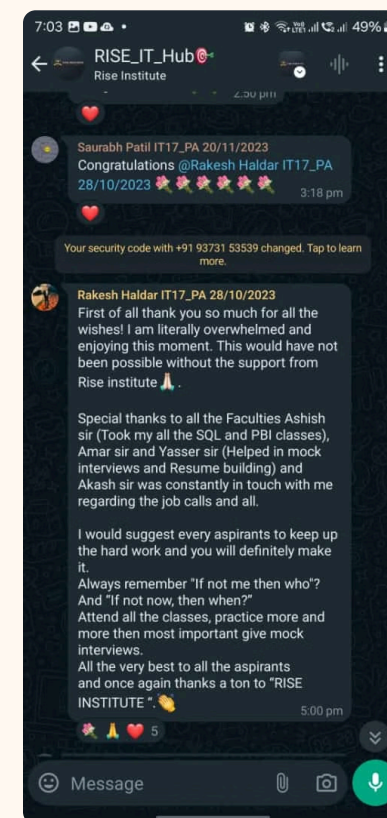 7:03 49%
RISE_IT_Hub
Rise Institute
2:50 pm
Saurabh Patil IT17_PA 20/11/2023
Congratulations @Rakesh Haldar IT17_PA
28/10/2023
3:18 pm
Your security code with +91 93731 53539 changed. Tap to learn
more.
Rakesh Haldar IT17_PA 28/10/2023
First of all thank you so much for all the
wishes! I am literally overwhelmed and
enjoying this moment. This would have not
been possible without the support from
Rise institute🙏🏻.
Special thanks to all the Faculties Ashish
sir (Took my all the SQL and PBI classes),
Amar sir and Yasser sir (Helped in mock
interviews and Resume building) and
Akash sir was constantly in touch with me
regarding the job calls and all.
I would suggest every aspirants to keep up
the hard work and you will definitely make
it.
Always remember "If not me then who"?
And "If not now, then when?"
Attend all the classes, practice more and
more then most important give mock
interviews.
All the very best to all the aspirants
and once again thanks a ton to "RISE
INSTITUTE ".👏
5:00 pm
5
Message